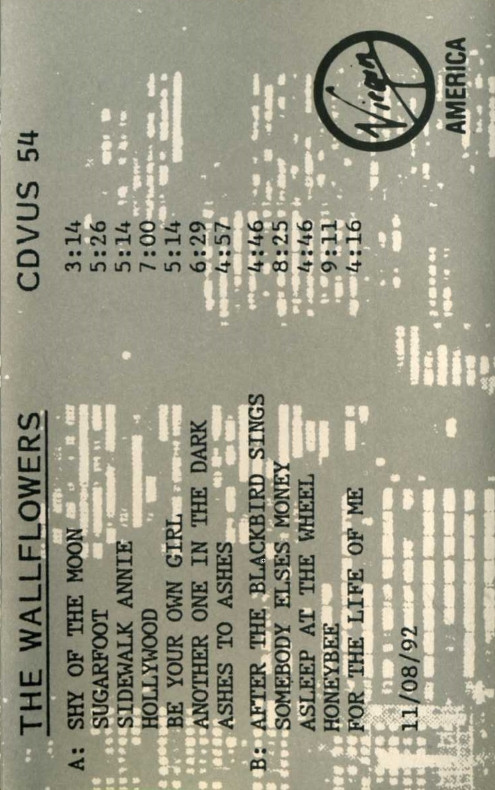 THE WALLFLOWERS CDVUS 54
A: SHY OF THE MOON 3:14
SUGARFOOT 5:26
SIDEWALK ANNIE 5:14
HOLLYWOOD 7:00
BE YOUR OWN GIRL 5:14
ANOTHER ONE IN THE DARK 6:29
ASHES TO ASHES 4:57
B: AFTER THE BLACKBIRD SINGS 4:46
SOMEBODY ELSES MONEY 8:25
ASLEEP AT THE WHEEL 4:46
HONEYBEE 9:11
FOR THE LIFE OF ME 4:16
11/08/92
Virgin
AMERICA